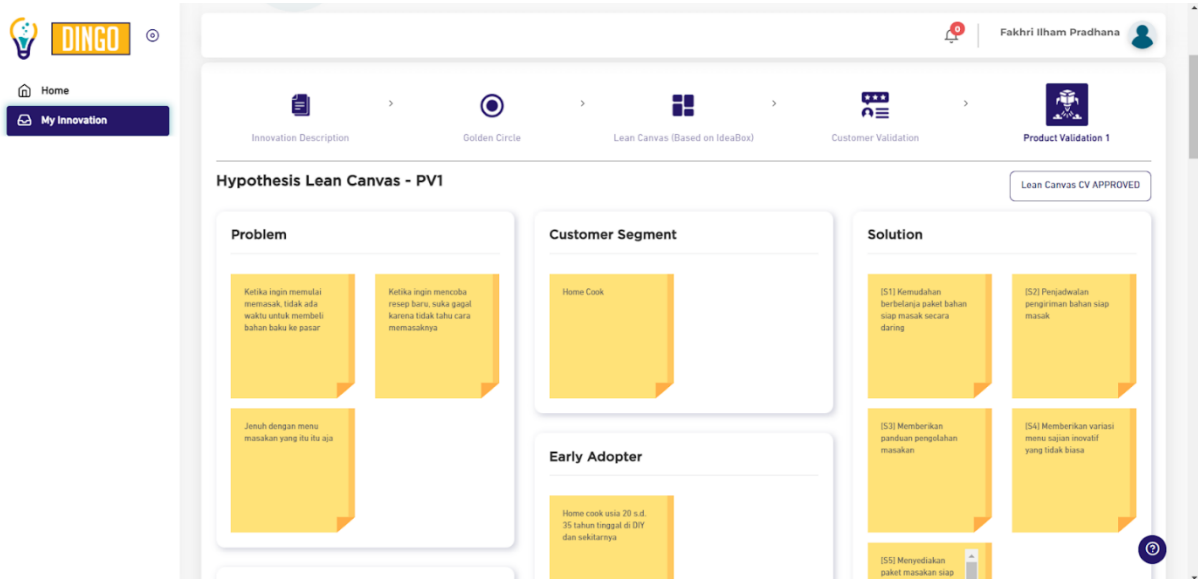 DINGO
Home
My Innovation
0
Fakhri Ilham Pradhana
Innovation Description
Golden Circle
Lean Canvas (Based on IdeaBox)
Customer Validation
Product Validation 1
Hypothesis Lean Canvas - PV1
Lean Canvas CV APPROVED
Problem
Ketika ingin memulai
memasak, tidak ada
waktu untuk membeli
bahan baku ke pasar
Ketika ingin mencoba
resep baru, suka gagal
karena tidak tahu cara
memasaknya
Jenuh dengan menu
masakan yang itu itu aja
Customer Segment
Home Cook
Early Adopter
Home cook usia 20 s.d.
35 tahun tinggal di DIY
dan sekitarnya
Solution
[S1] Kemudahan
berbelanja paket bahan
siap masak secara
daring
[S2] Penjadwalan
pengiriman bahan siap
masak
[S3] Memberikan
panduan pengolahan
masakan
[S4] Memberikan variasi
menu sajian inovatif
yang tidak biasa
[S5] Menyediakan
paket masakan siap